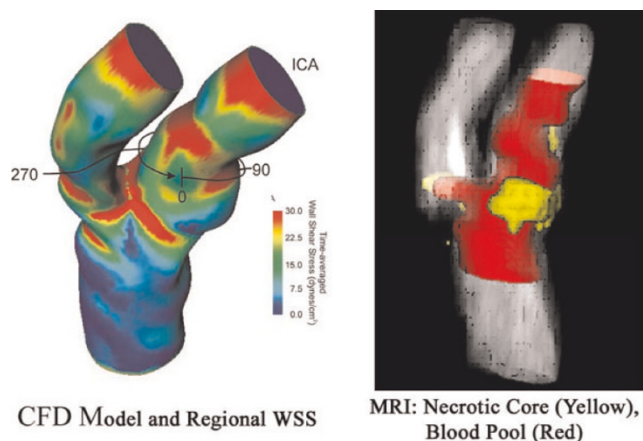 ICA
270
90
0
30.0
22.5
15.0
7.5
0.0
Time-averaged
Wall Shear Stress (dynes/cm²)
CFD Model and Regional WSS
MRI: Necrotic Core (Yellow),
Blood Pool (Red)